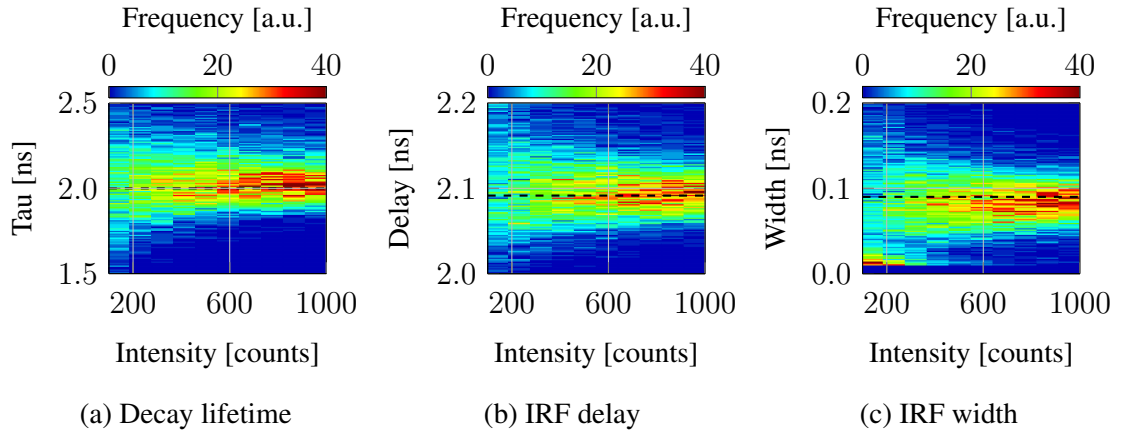 Frequency [a.u.]
0 20 40
2.5
2.0
1.5
Tau [ns]
200 600 1000
Intensity [counts]
(a) Decay lifetime
Frequency [a.u.]
0 20 40
2.2
2.1
2.0
Delay [ns]
200 600 1000
Intensity [counts]
(b) IRF delay
Frequency [a.u.]
0 20 40
0.2
0.1
0.0
Width [ns]
200 600 1000
Intensity [counts]
(c) IRF width